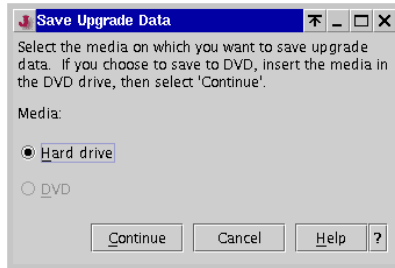 Save Upgrade Data
Select the media on which you want to save upgrade
data. If you choose to save to DVD, insert the media in
the DVD drive, then select 'Continue'.
Media:
Hard drive
DVD
Continue Cancel Help ?